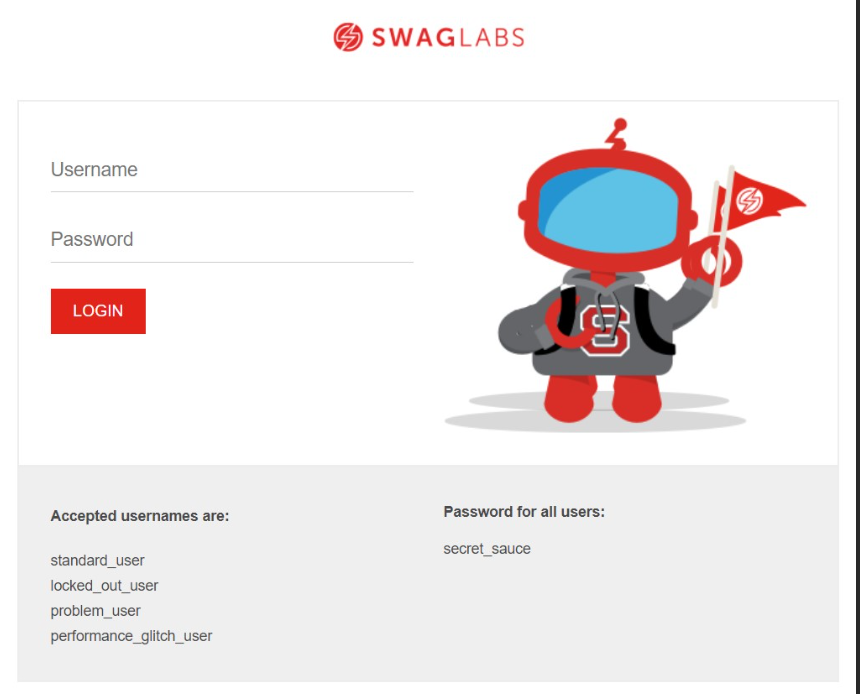 SWAGLABS
Username
Password
LOGIN
S
Accepted usernames are:
standard_user
locked_out_user
problem_user
performance_glitch_user
Password for all users:
secret_sauce